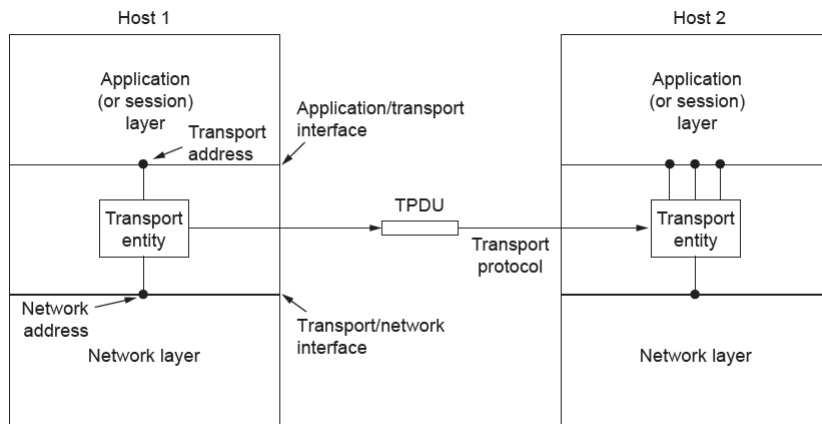 Host 1
Host 2
Application
(or session)
layer
Transport
address
Application/transport
interface
Application
(or session)
layer
Transport
entity
TPDU
Transport
protocol
Transport
entity
Network
address
Transport/network
interface
Network layer
Network layer